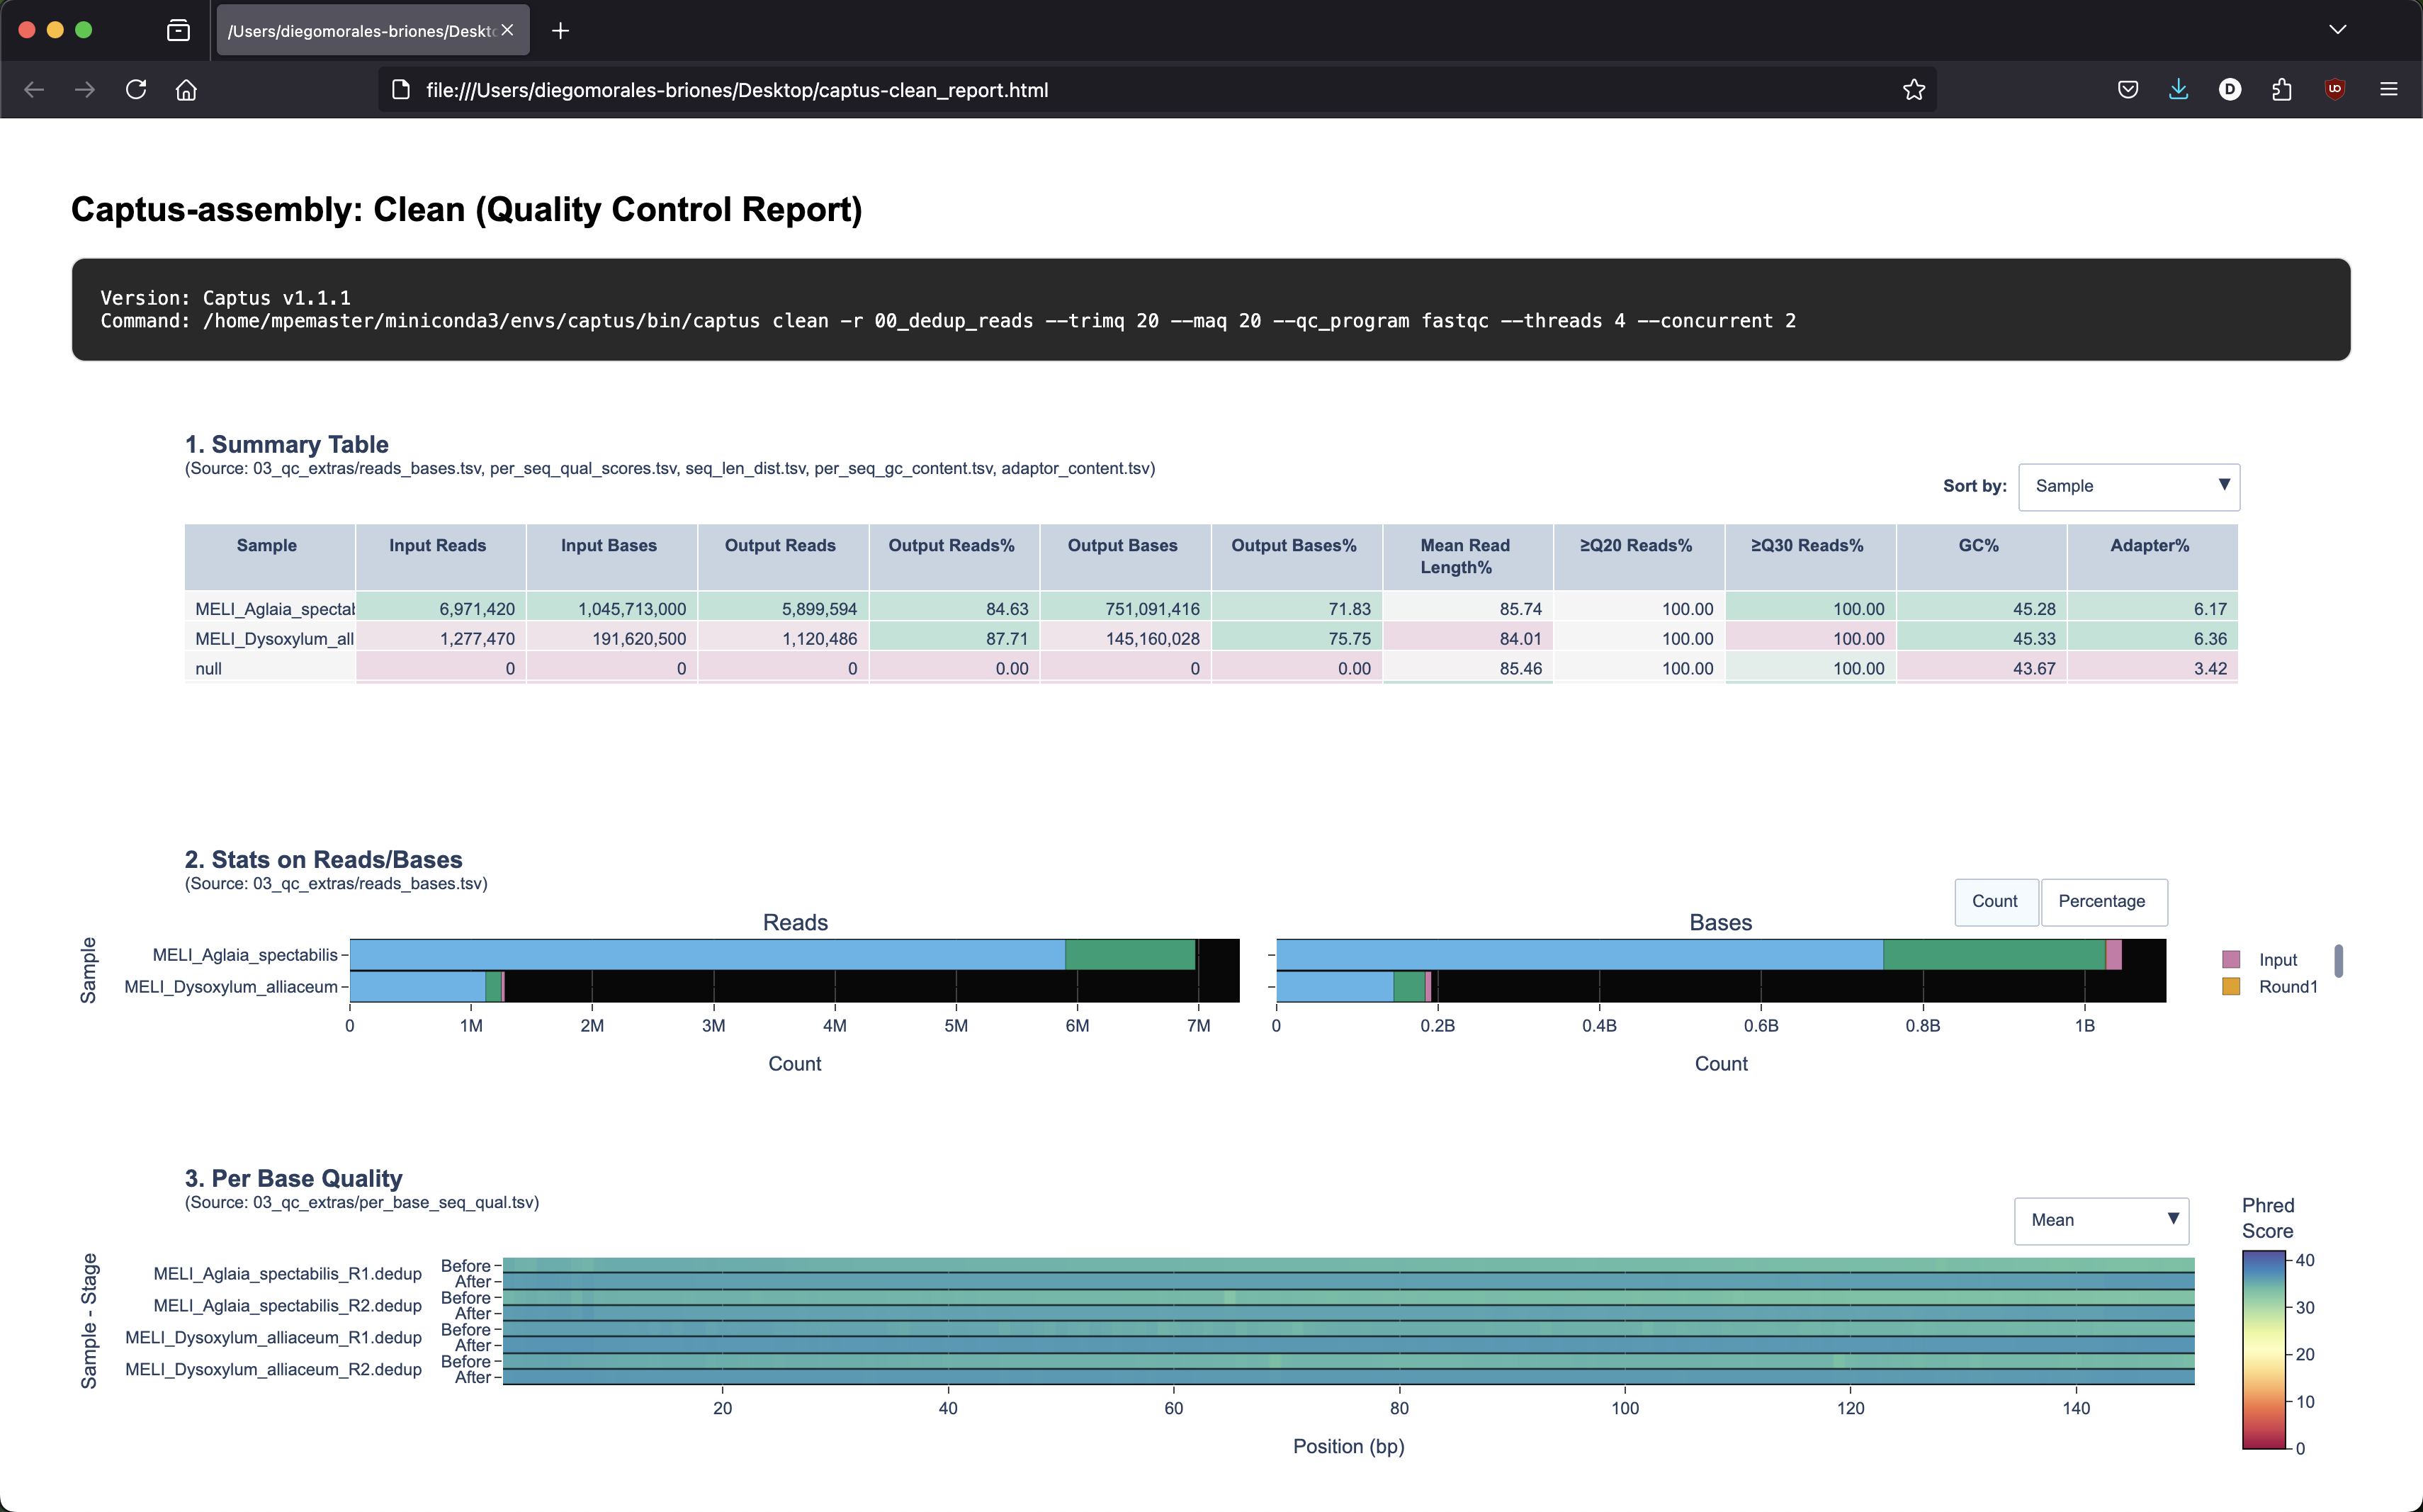 /Users/diegomorales-briones/Deskto
file:///Users/diegomorales-briones/Desktop/captus-clean_report.html
D
Captus-assembly: Clean (Quality Control Report)
Version: Captus v1.1.1
Command: /home/mpemaster/miniconda3/envs/captus/bin/captus clean -r 00_dedup_reads --trimq 20 --maq 20 --qc_program fastqc --threads 4 --concurrent 2
1. Summary Table
(Source: 03_qc_extras/reads_bases.tsv, per_seq_qual_scores.tsv, seq_len_dist.tsv, per_seq_gc_content.tsv, adaptor_content.tsv)
Sort by: Sample
Sample Input Reads Input Bases Output Reads Output Reads% Output Bases Output Bases% Mean Read Length% ≥Q20 Reads% ≥Q30 Reads% GC% Adapter%
MELI_Aglaia_spectab 6,971,420 1,045,713,000 5,899,594 84.63 751,091,416 71.83 85.74 100.00 100.00 45.28 6.17
MELI_Dysoxylum_all 1,277,470 191,620,500 1,120,486 87.71 145,160,028 75.75 84.01 100.00 100.00 45.33 6.36
null 0 0 0 0.00 0 0.00 85.46 100.00 100.00 43.67 3.42
2. Stats on Reads/Bases
(Source: 03_qc_extras/reads_bases.tsv)
Count Percentage
Reads Bases
Sample
MELI_Aglaia_spectabilis
MELI_Dysoxylum_alliaceum
Input
Round1
0 1M 2M 3M 4M 5M 6M 7M 0 0.2B 0.4B 0.6B 0.8B 1B
Count Count
3. Per Base Quality
(Source: 03_qc_extras/per_base_seq_qual.tsv)
Mean
Phred
Score
Sample - Stage
MELI_Aglaia_spectabilis_R1.dedup Before
After
MELI_Aglaia_spectabilis_R2.dedup Before
After
MELI_Dysoxylum_alliaceum_R1.dedup Before
After
MELI_Dysoxylum_alliaceum_R2.dedup Before
After
40
30
20
10
0
20 40 60 80 100 120 140
Position (bp)